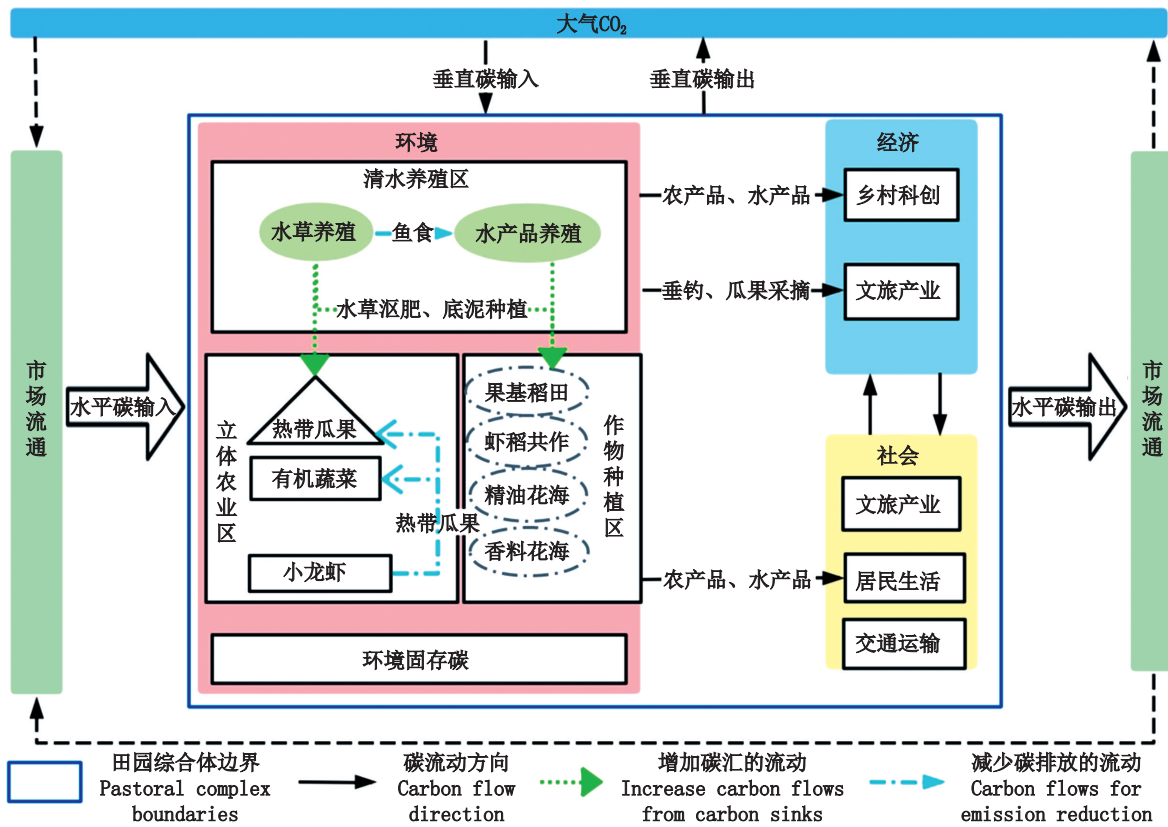 大气CO₂
垂直碳输入
垂直碳输出
环境
经济
清水养殖区
农产品、水产品
乡村科创
水草养殖
鱼食
水产品养殖
垂钓、瓜果采摘
文旅产业
水草沤肥、底泥种植
市场流通
水平碳输入
水平碳输出
市场流通
立体农业区
热带瓜果
有机蔬菜
热带瓜果
小龙虾
果基稻田
虾稻共作
精油花海
香料花海
作物种植区
社会
文旅产业
农产品、水产品
居民生活
交通运输
环境固存碳
田园综合体边界
Pastoral complex
boundaries
碳流动方向
Carbon flow
direction
增加碳汇的流动
Increase carbon flows
from carbon sinks
减少碳排放的流动
Carbon flows for
emission reduction